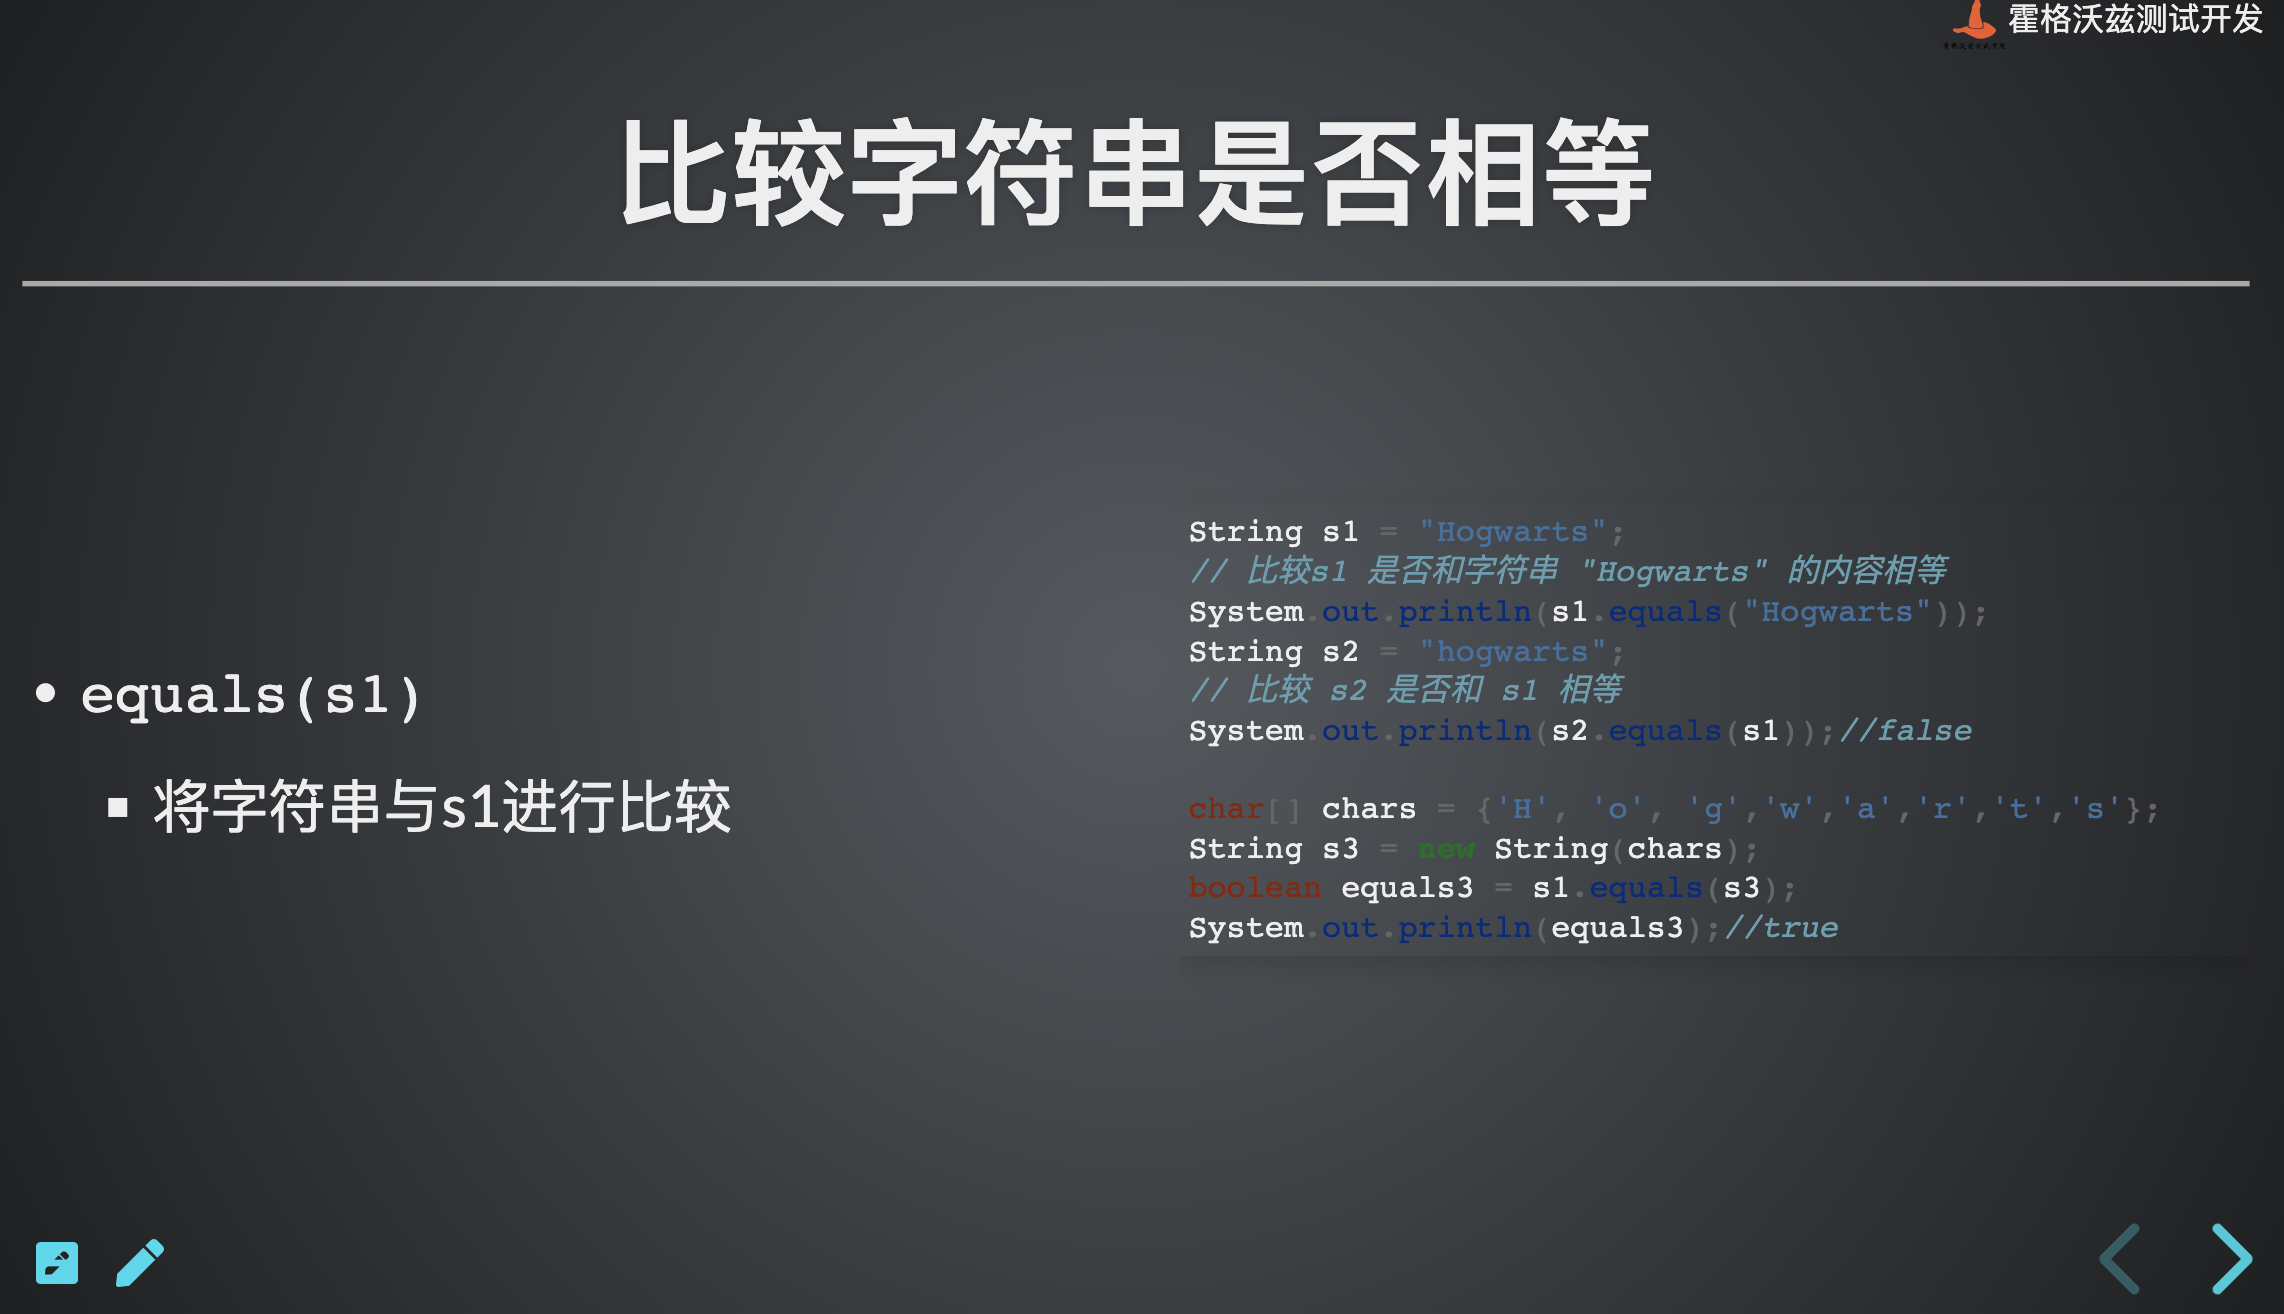 霍格沃兹测试开发
比较字符串是否相等
• equals(s1)
▪ 将字符串与s1进行比较
String s1 = "Hogwarts";
// 比较s1 是否和字符串 "Hogwarts" 的内容相等
System.out.println(s1.equals("Hogwarts"));
String s2 = "hogwarts";
// 比较 s2 是否和 s1 相等
System.out.println(s2.equals(s1));//false
char[] chars = {'H', 'o', 'g','w','a','r','t','s'};
String s3 = new String(chars);
boolean equals3 = s1.equals(s3);
System.out.println(equals3);//true